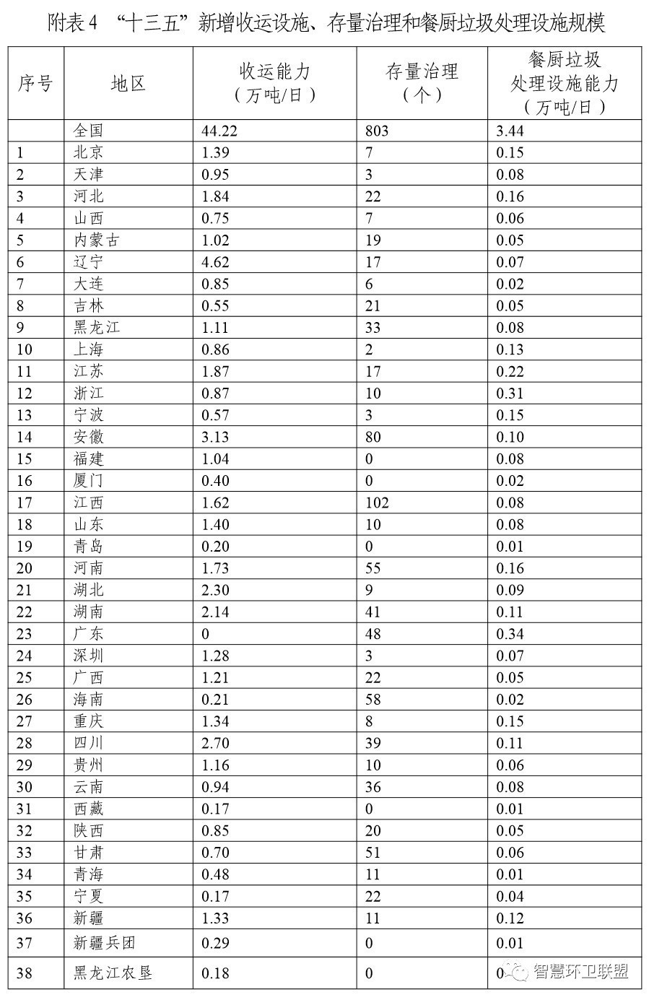 附表4 “十三五”新增收运设施、存量治理和餐厨垃圾处理设施规模
序号 地区 收运能力（万吨/日） 存量治理（个） 餐厨垃圾处理设施能力（万吨/日）
全国 44.22 803 3.44
1 北京 1.39 7 0.15
2 天津 0.95 3 0.08
3 河北 1.84 22 0.16
4 山西 0.75 7 0.06
5 内蒙古 1.02 19 0.05
6 辽宁 4.62 17 0.07
7 大连 0.85 6 0.02
8 吉林 0.55 21 0.05
9 黑龙江 1.11 33 0.08
10 上海 0.86 2 0.13
11 江苏 1.87 17 0.22
12 浙江 0.87 10 0.31
13 宁波 0.57 3 0.15
14 安徽 3.13 80 0.10
15 福建 1.04 0 0.08
16 厦门 0.40 0 0.02
17 江西 1.62 102 0.08
18 山东 1.40 10 0.08
19 青岛 0.20 0 0.01
20 河南 1.73 55 0.16
21 湖北 2.30 9 0.09
22 湖南 2.14 41 0.11
23 广东 0 48 0.34
24 深圳 1.28 3 0.07
25 广西 1.21 22 0.05
26 海南 0.21 58 0.02
27 重庆 1.34 8 0.15
28 四川 2.70 39 0.11
29 贵州 1.16 10 0.06
30 云南 0.94 36 0.08
31 西藏 0.17 0 0.01
32 陕西 0.85 20 0.05
33 甘肃 0.70 51 0.06
34 青海 0.48 11 0.01
35 宁夏 0.17 22 0.04
36 新疆 1.33 11 0.12
37 新疆兵团 0.29 0 0.01
38 黑龙江农垦 0.18 0 0
智慧环卫联盟